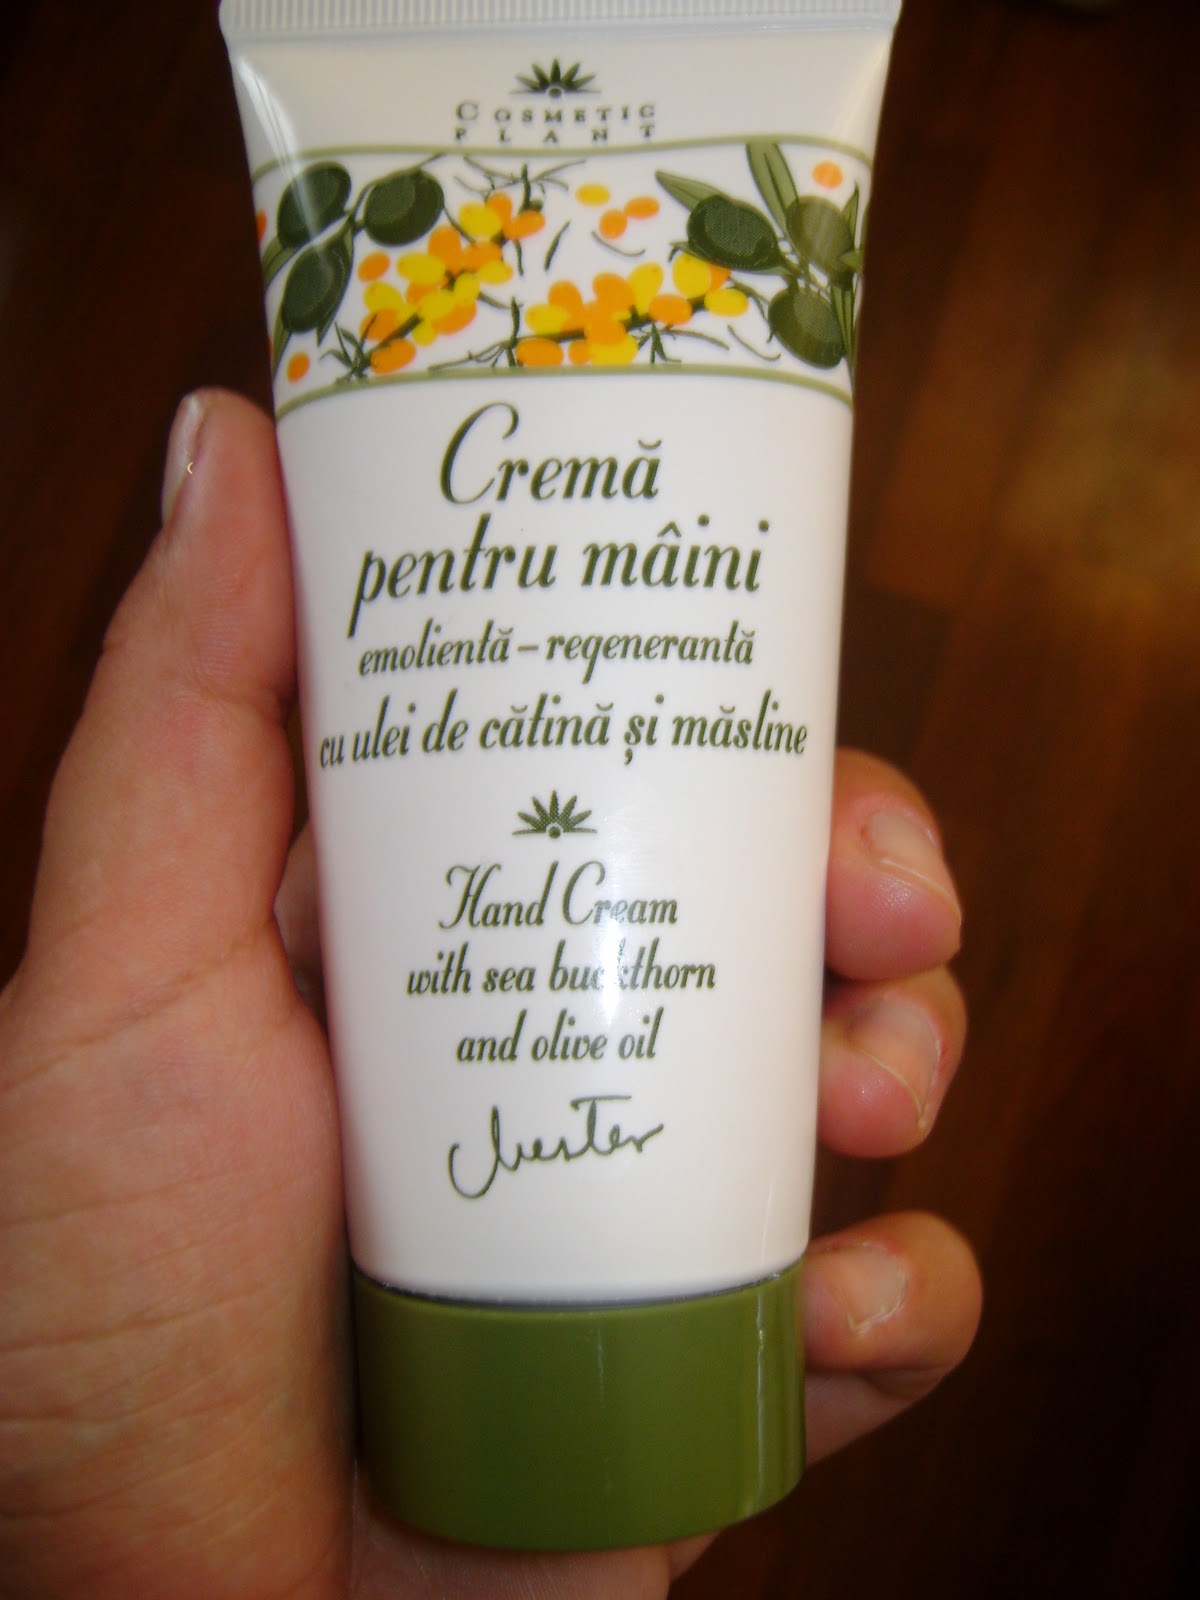 COSMETIC
PLANT
Cremă
pentru mâini
emolientă – regenerantă
cu ulei de cătină și măsline
Hand Cream
with sea buckthorn
and olive oil